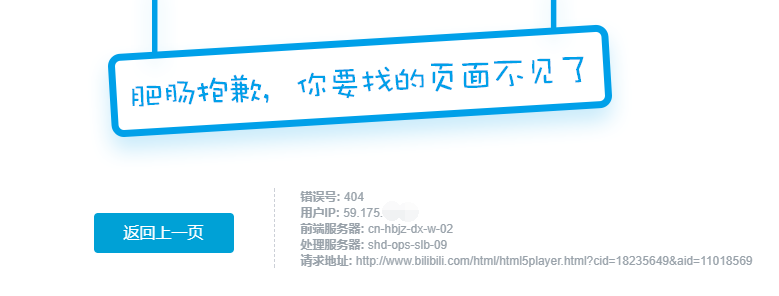 肥肠抱歉，你要找的页面不见了
返回上一页
错误号: 404
用户IP: 59.175.
前端服务器: cn-hbjz-dx-w-02
处理服务器: shd-ops-slb-09
请求地址: http://www.bilibili.com/html/html5player.html?cid=18235649&aid=11018569